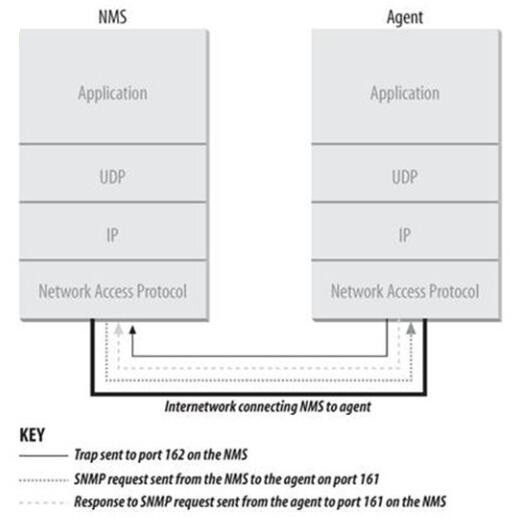 NMS
Agent
Application
Application
UDP
UDP
IP
IP
Network Access Protocol
Network Access Protocol
Internetwork connecting NMS to agent
KEY
Trap sent to port 162 on the NMS
SNMP request sent from the NMS to the agent on port 161
Response to SNMP request sent from the agent to port 161 on the NMS